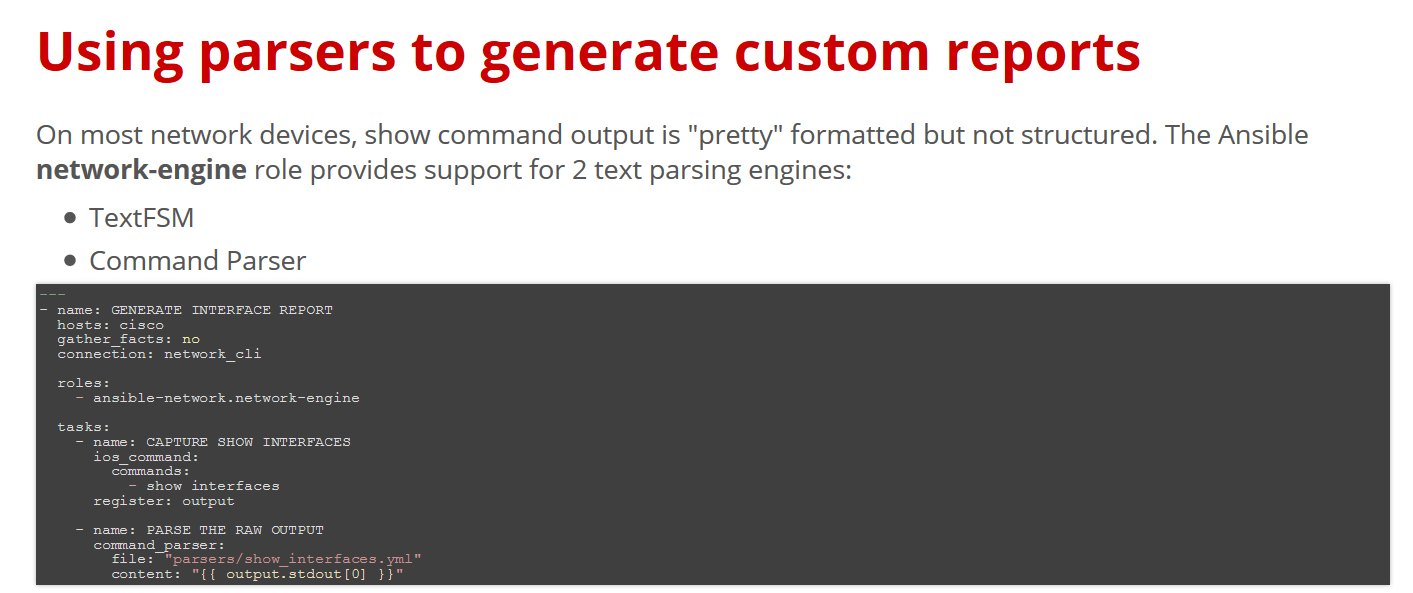 Using parsers to generate custom reports
On most network devices, show command output is "pretty" formatted but not structured. The Ansible
network-engine role provides support for 2 text parsing engines:
● TextFSM
● Command Parser
---
- name: GENERATE INTERFACE REPORT
  hosts: cisco
  gather_facts: no
  connection: network_cli

  roles:
    - ansible-network.network-engine

  tasks:
    - name: CAPTURE SHOW INTERFACES
      ios_command:
        commands:
          - show interfaces
      register: output

    - name: PARSE THE RAW OUTPUT
      command_parser:
        file: "parsers/show_interfaces.yml"
        content: "{{ output.stdout[0] }}"